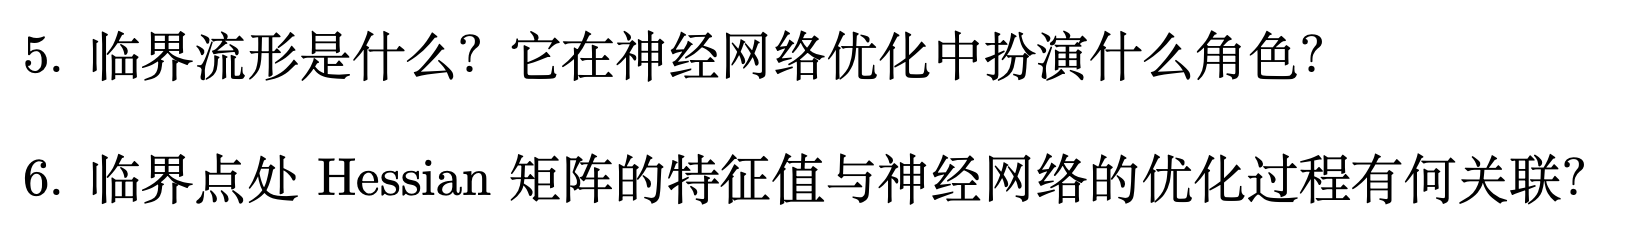 5. 临界流形是什么？它在神经网络优化中扮演什么角色？
6. 临界点处 Hessian 矩阵的特征值与神经网络的优化过程有何关联？